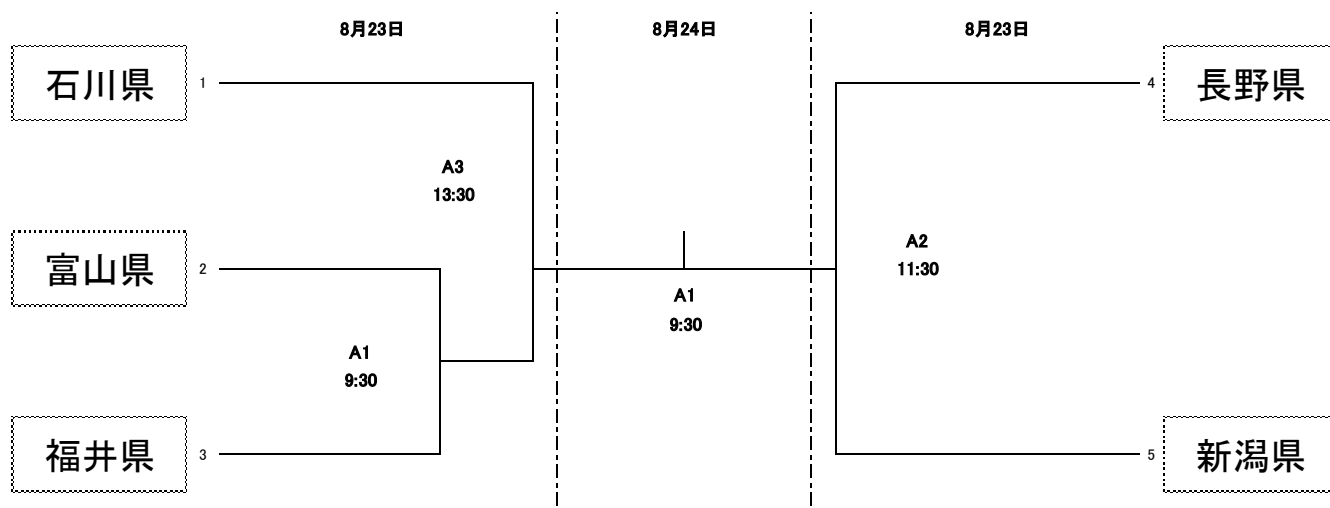 8月23日
8月24日
8月23日
石川県 1
4 長野県
A3
13:30
富山県 2
A2
11:30
A1
9:30
A1
9:30
福井県 3
5 新潟県